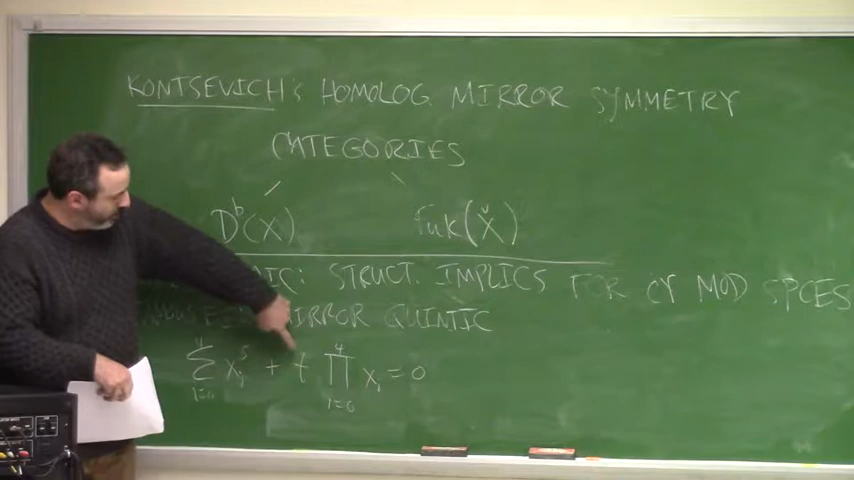 KONTSEVICH'S HOMOLOG. MIRROR SYMMETRY
CATEGORIES
D^b(X) Fuk(X̌)
IC: STRUCT. IMPLICS FOR CY MOD SPCES
MIRROR QUINTIC
∑_{i=0}^{4} x_i^5 + t ∏_{i=0}^{4} x_i = 0